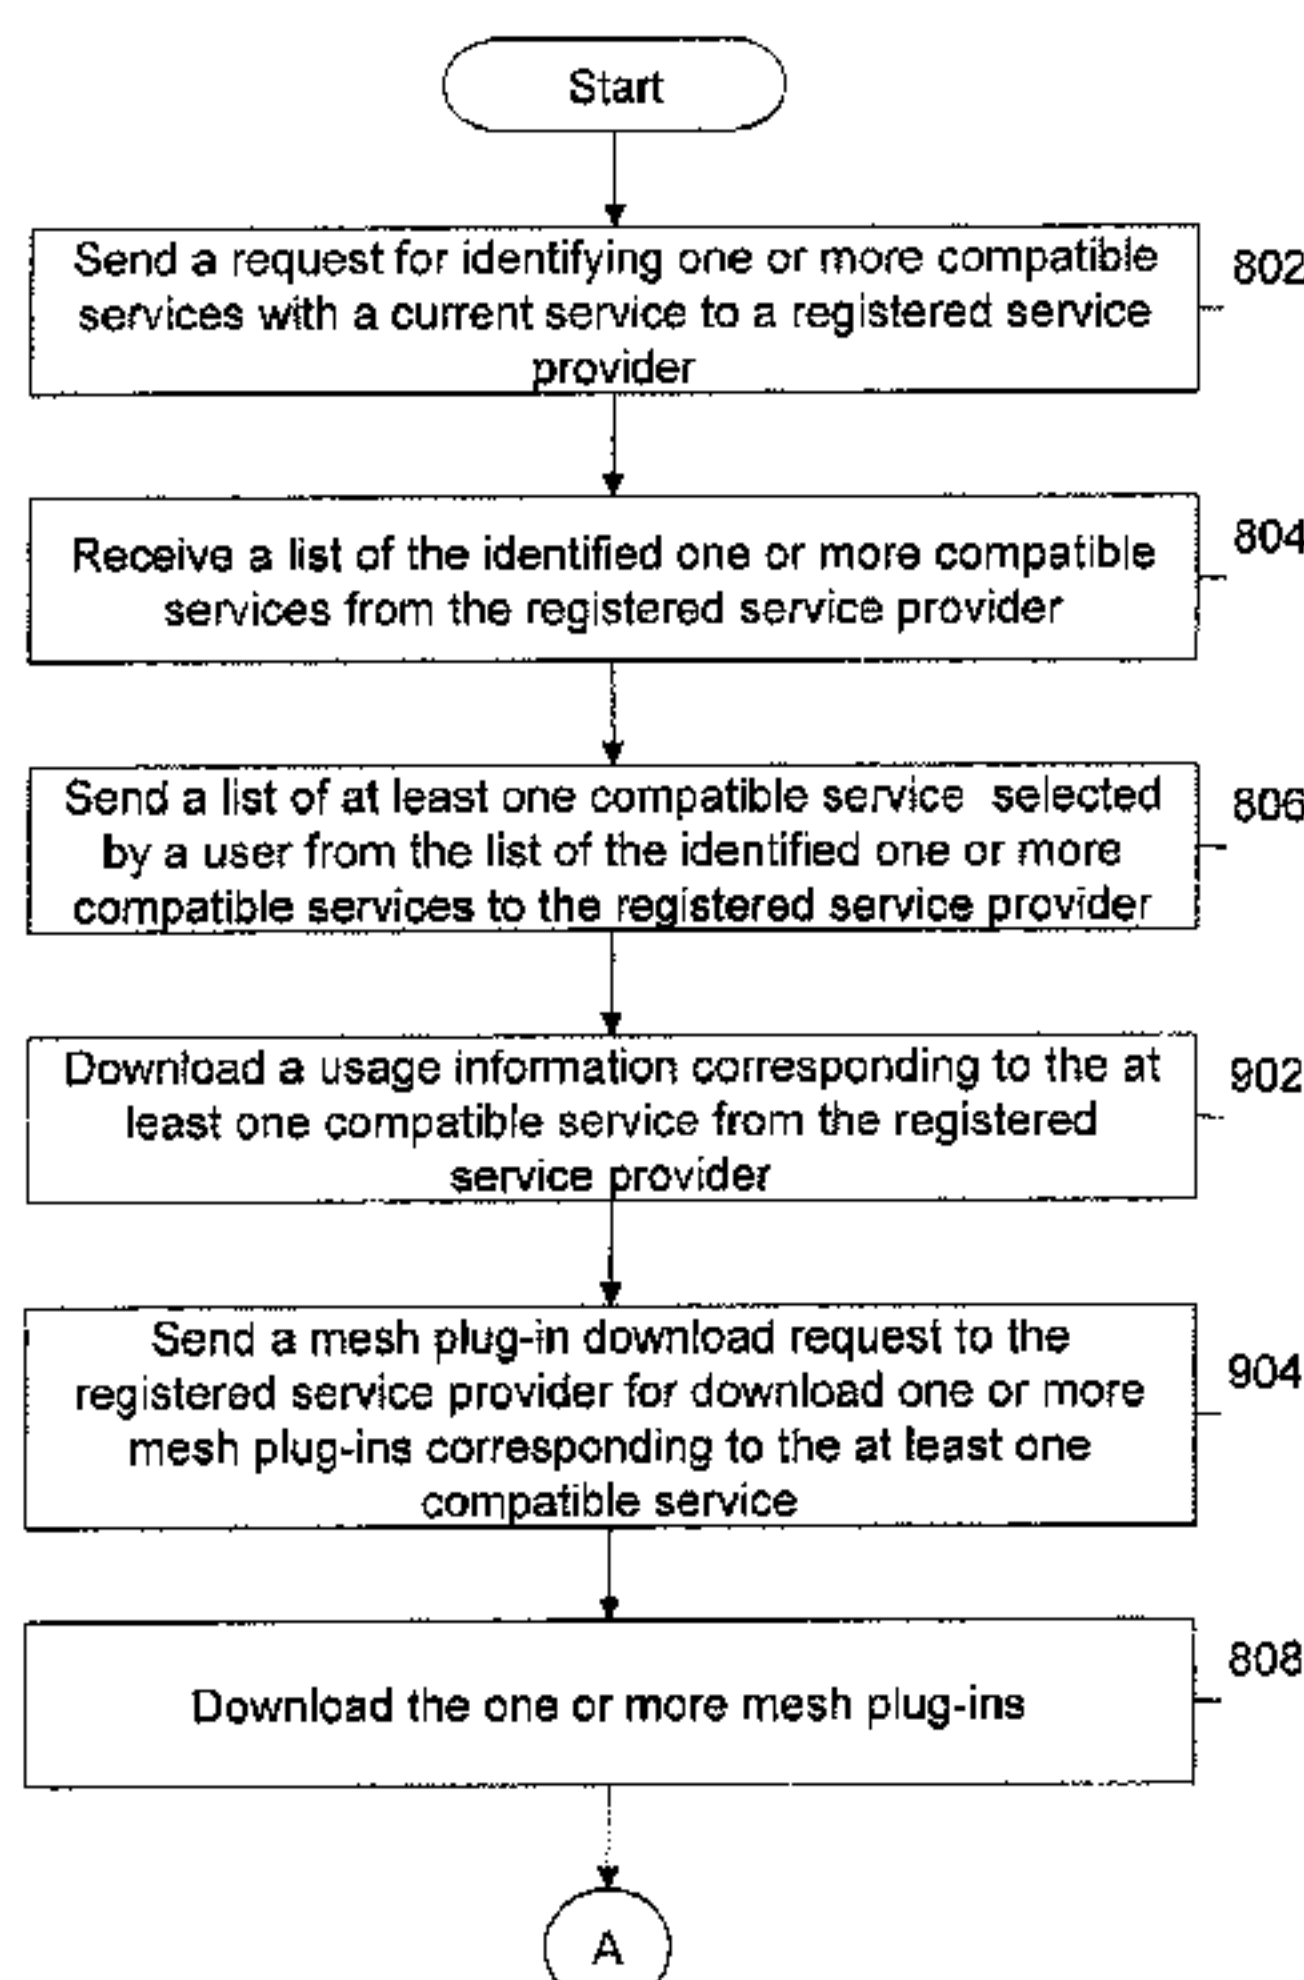 Start
Send a request for identifying one or more compatible
services with a current service to a registered service
provider
802
Receive a list of the identified one or more compatible
services from the registered service provider
804
Send a list of at least one compatible service selected
by a user from the list of the identified one or more
compatible services to the registered service provider
806
Download a usage information corresponding to the at
least one compatible service from the registered
service provider
902
Send a mesh plug-in download request to the
registered service provider for download one or more
mesh plug-ins corresponding to the at least one
compatible service
904
Download the one or more mesh plug-ins
808
A